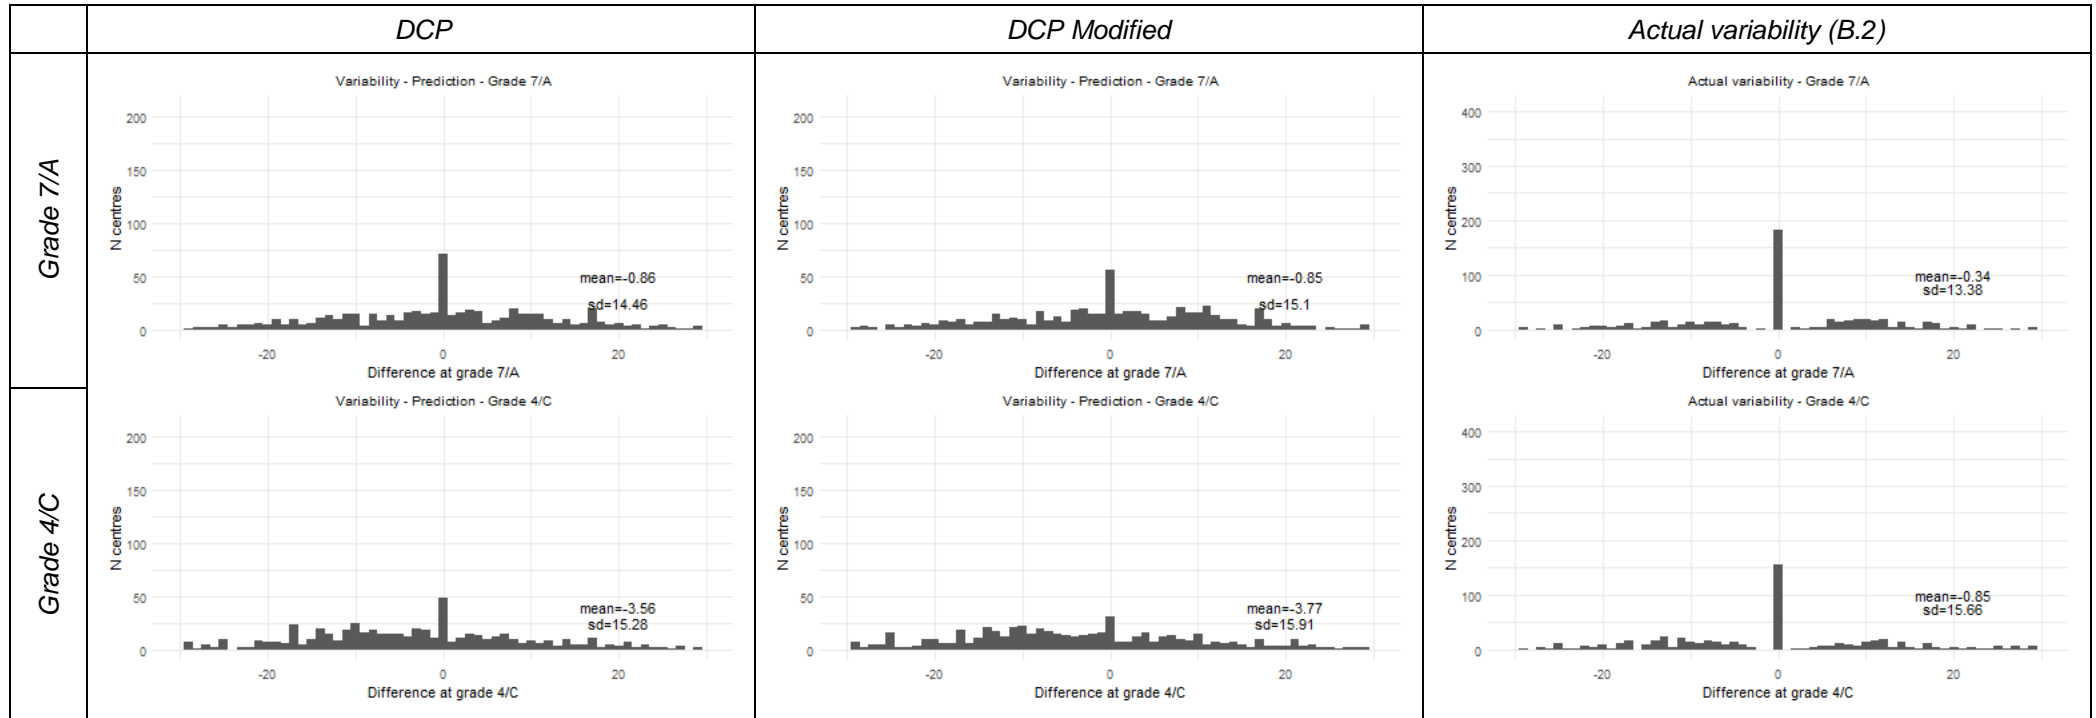 DCP
DCP Modified
Actual variability (B.2)
Grade 7/A
Variability - Prediction - Grade 7/A
200
150
100
50
0
N centres
mean=-0.86
sd=14.46
-20
0
20
Difference at grade 7/A
Variability - Prediction - Grade 7/A
200
150
100
50
0
N centres
mean=-0.85
sd=15.1
-20
0
20
Difference at grade 7/A
Actual variability - Grade 7/A
400
300
200
100
0
N centres
mean=-0.34
sd=13.38
-20
0
20
Difference at grade 7/A
Grade 4/C
Variability - Prediction - Grade 4/C
200
150
100
50
0
N centres
mean=-3.56
sd=15.28
-20
0
20
Difference at grade 4/C
Variability - Prediction - Grade 4/C
200
150
100
50
0
N centres
mean=-3.77
sd=15.91
-20
0
20
Difference at grade 4/C
Actual variability - Grade 4/C
400
300
200
100
0
N centres
mean=-0.85
sd=15.66
-20
0
20
Difference at grade 4/C